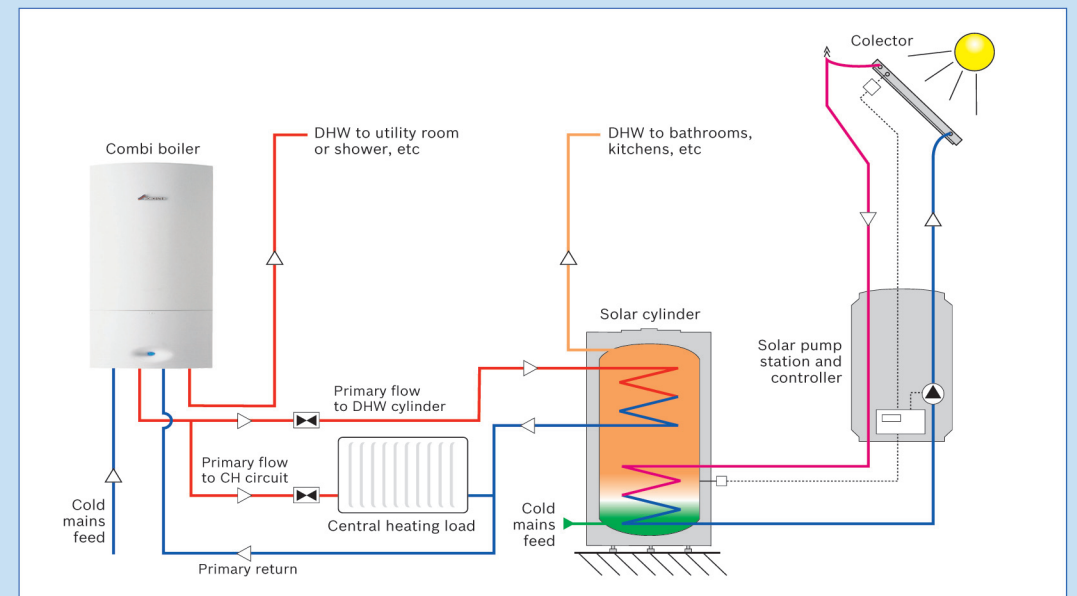 Colector
DHW to utility room
or shower, etc
DHW to bathrooms,
kitchens, etc
Combi boiler
Solar cylinder
Solar pump
station and
controller
Primary flow
to DHW cylinder
Primary flow
to CH circuit
Cold
mains
feed
Central heating load
Cold
mains
feed
Primary return